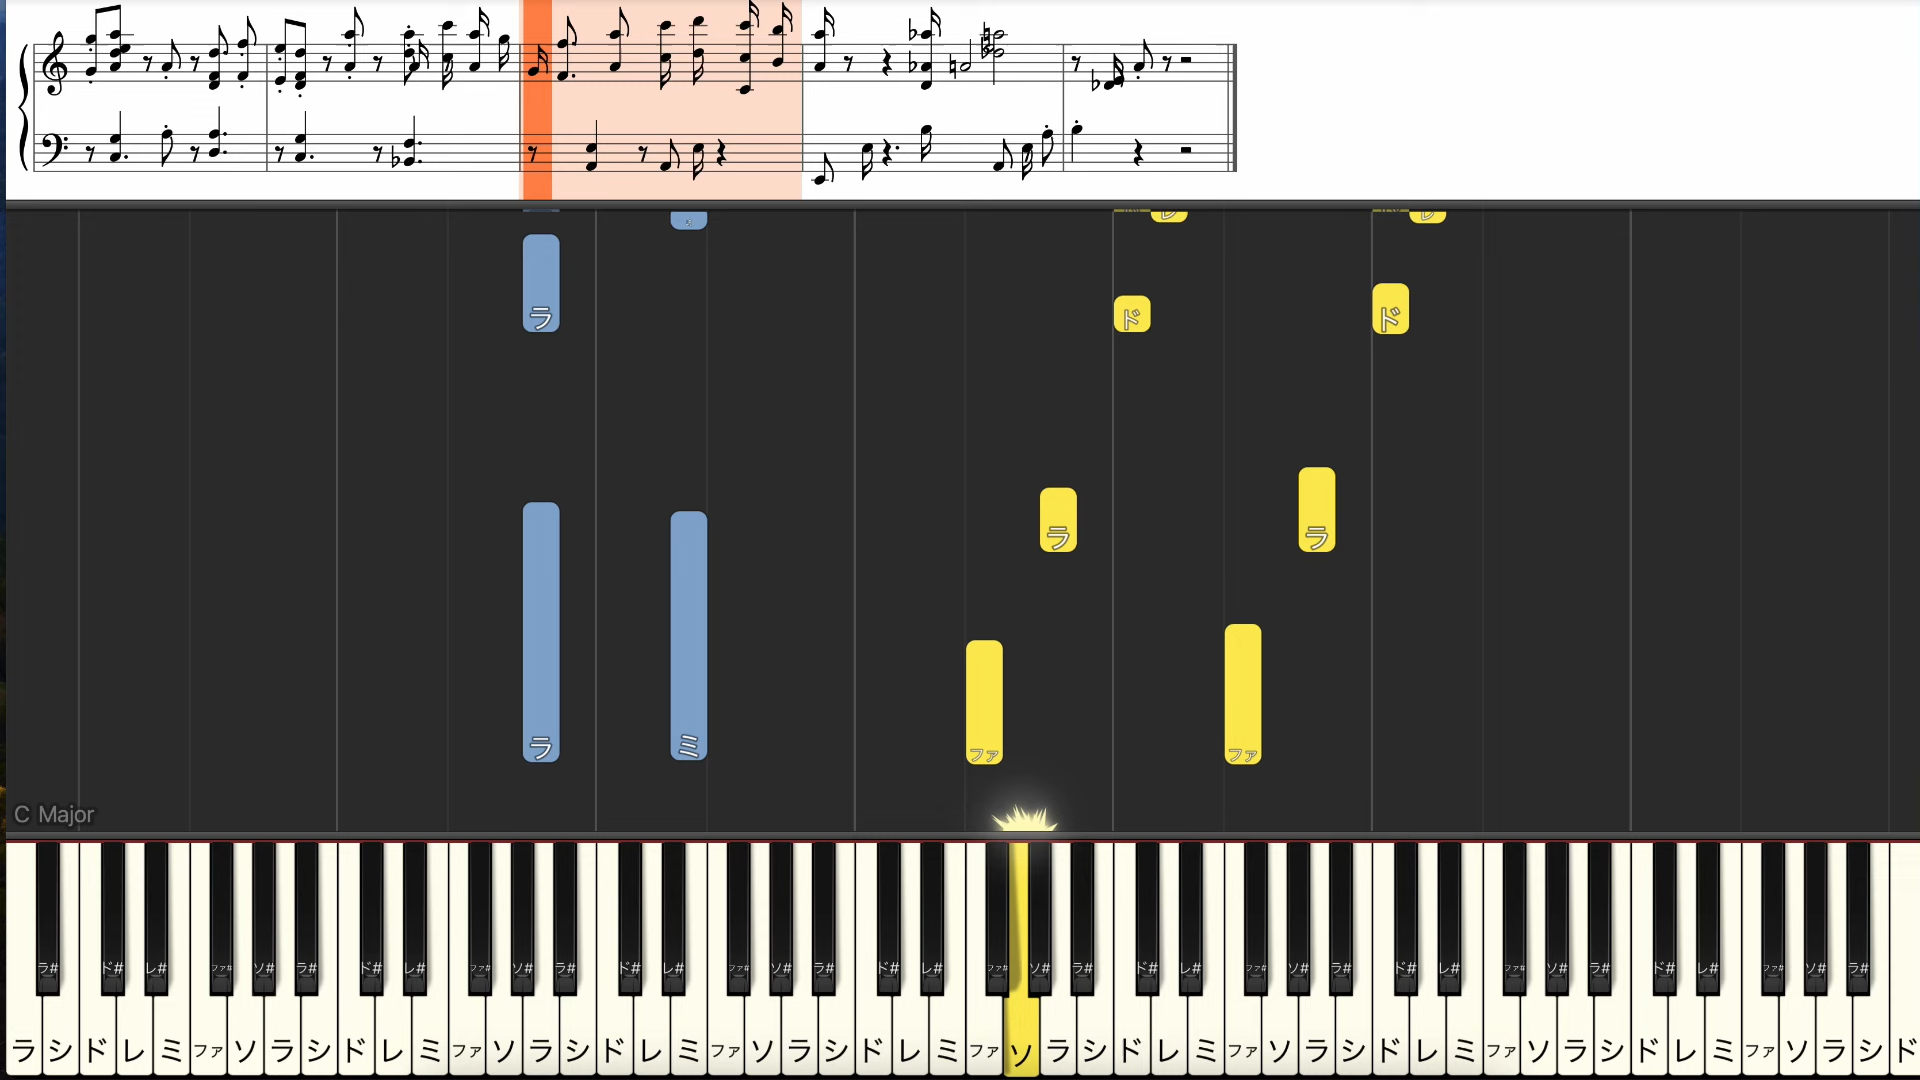 レ レ
ラ ド ド
ラ ラ
ラ ミ ファ ファ
C Major
ラ# ド# レ# ファ# ソ# ラ# ド# レ# ファ# ソ# ラ# ド# レ# ファ# ソ# ラ# ド# レ# ファ# ソ# ラ# ド# レ# ファ# ソ# ラ# ド# レ# ファ# ソ# ラ# ド# レ# ファ# ソ# ラ#
ラ シ ド レ ミ ファ ソ ラ シ ド レ ミ ファ ソ ラ シ ド レ ミ ファ ソ ラ シ ド レ ミ ファ ソ ラ シ ド レ ミ ファ ソ ラ シ ド レ ミ ファ ソ ラ シ ド レ ミ ファ ソ ラ シ ド